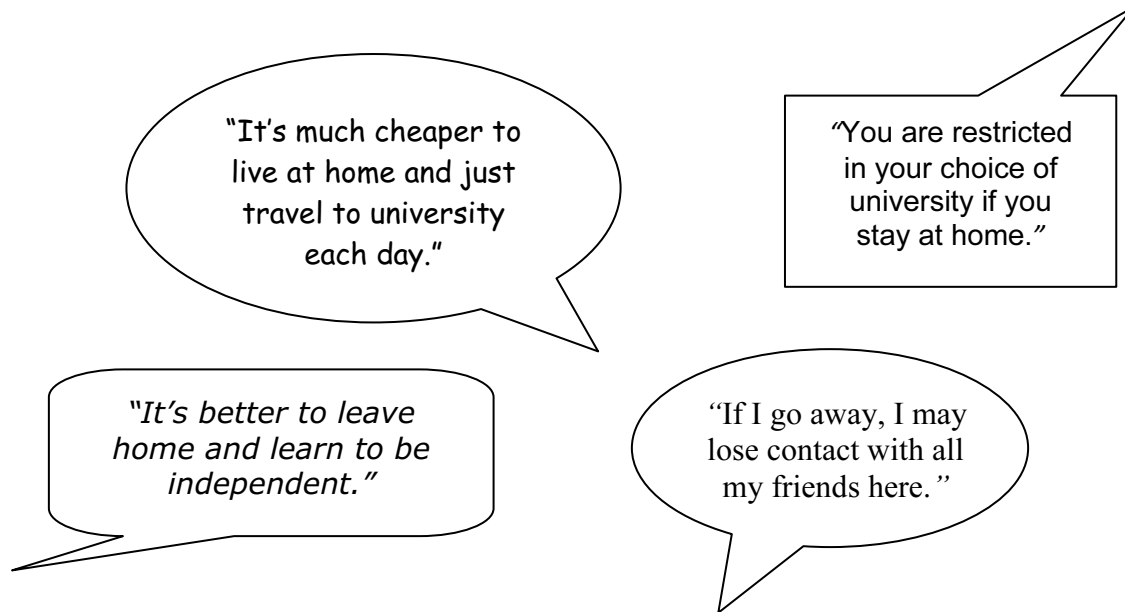 "It's much cheaper to
live at home and just
travel to university
each day."
"You are restricted
in your choice of
university if you
stay at home."
"It's better to leave
home and learn to be
independent."
"If I go away, I may
lose contact with all
my friends here."